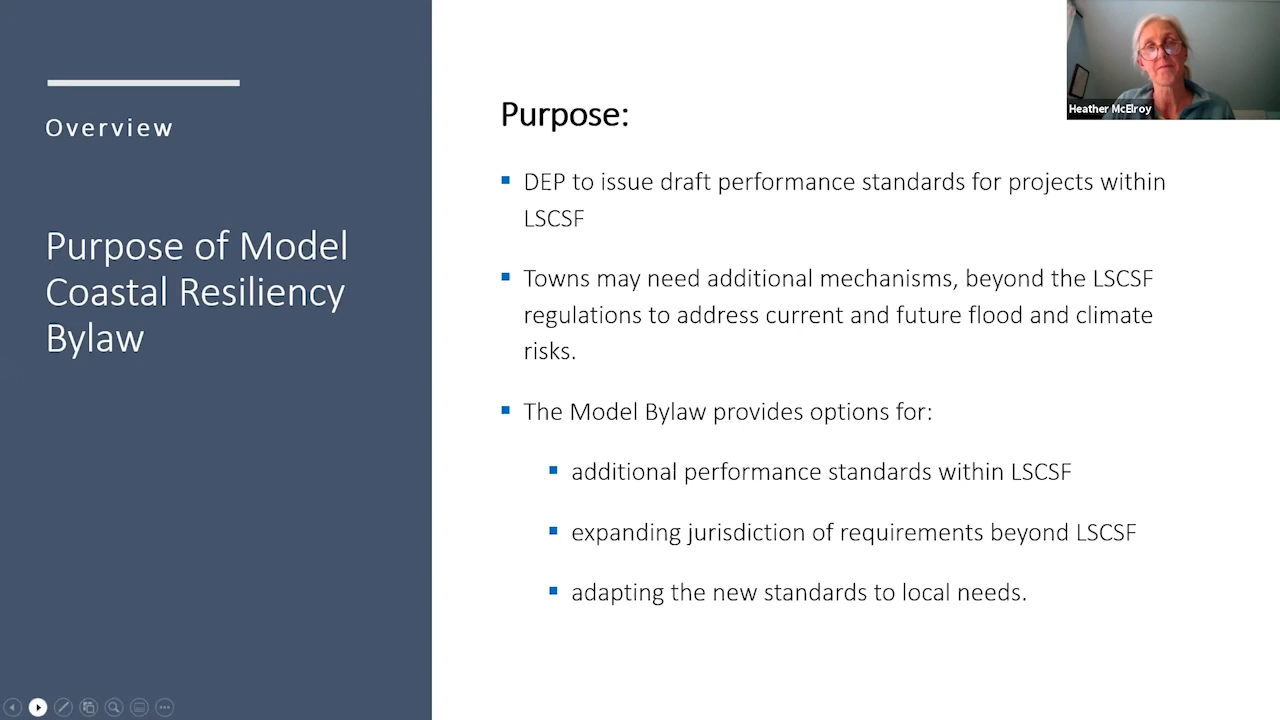 Overview
Purpose of Model
Coastal Resiliency
Bylaw
Purpose:
DEP to issue draft performance standards for projects within
LSCSF
Towns may need additional mechanisms, beyond the LSCSF
regulations to address current and future flood and climate
risks.
The Model Bylaw provides options for:
additional performance standards within LSCSF
expanding jurisdiction of requirements beyond LSCSF
adapting the new standards to local needs.
Heather McElroy